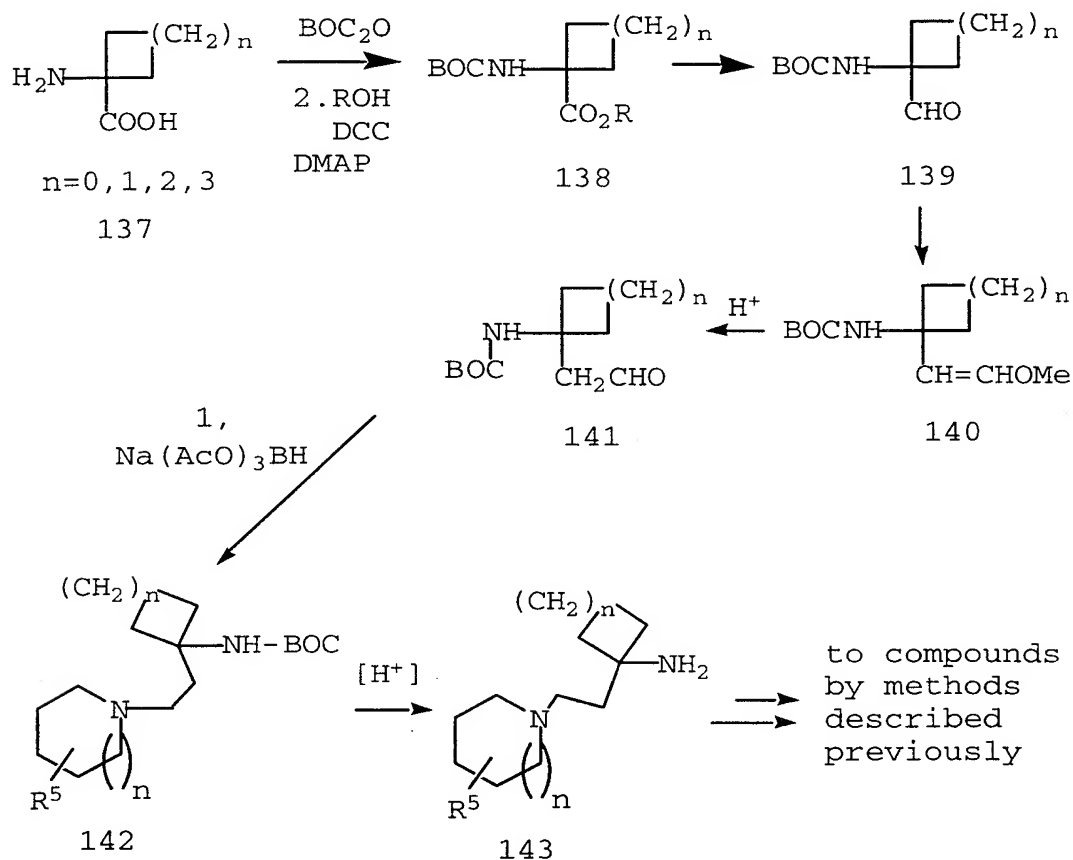 H₂N
(CH₂)ₙ
COOH
n=0,1,2,3
137
BOC₂O
2.ROH
DCC
DMAP
BOCNH
(CH₂)ₙ
CO₂R
138
BOCNH
(CH₂)ₙ
CHO
139
BOCNH
(CH₂)ₙ
CH=CHOMe
140
H⁺
(CH₂)ₙ
NH
BOC
CH₂CHO
141
1,
Na(AcO)₃BH
(CH₂)ₙ
NH-BOC
N
R⁵
n
142
[H⁺]
(CH₂)ₙ
NH₂
N
R⁵
n
143
to compounds
by methods
described
previously